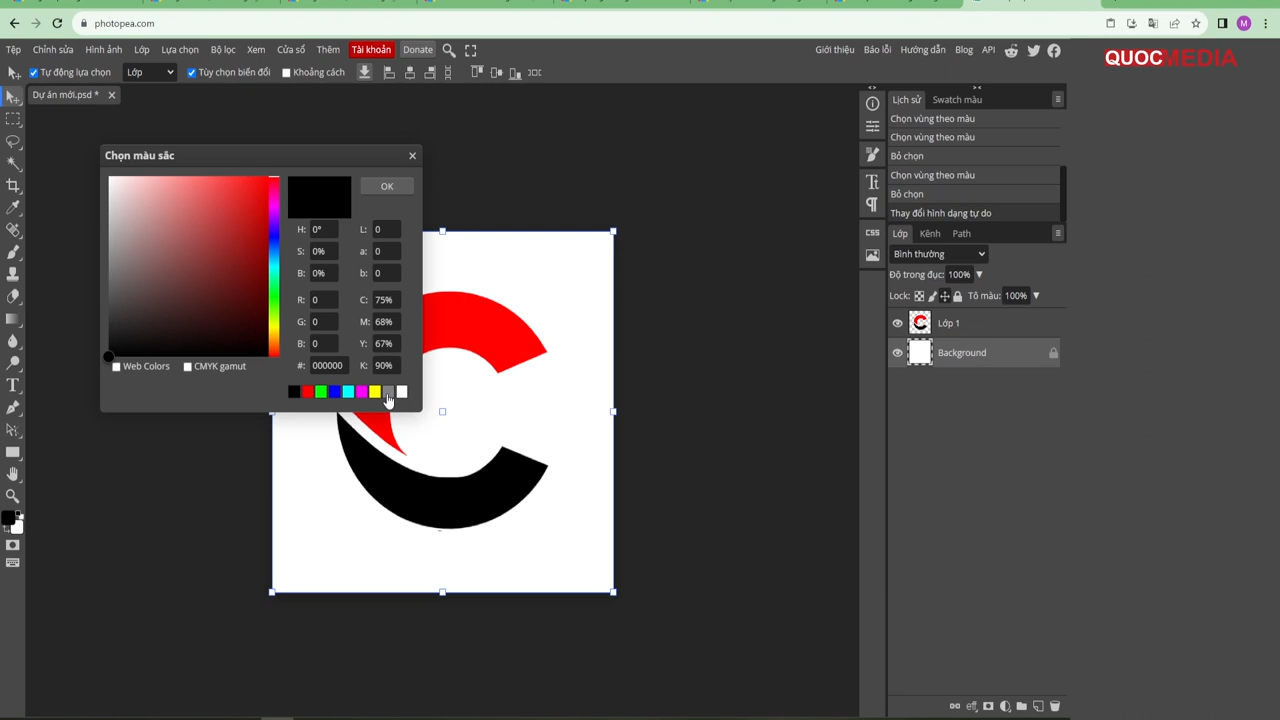 photopea.com
M
Tệp Chỉnh sửa Hình ảnh Lớp Lựa chọn Bộ lọc Xem Cửa sổ Thêm Tài khoản Donate Giới thiệu Báo lỗi Hướng dẫn Blog API
QUOCMEDIA
Tự động lựa chọn Lớp Tùy chọn biến đổi Khoảng cách
Dự án mới.psd *
Lịch sử Swatch màu
Chọn vùng theo màu
Chọn vùng theo màu
Bỏ chọn
Chọn vùng theo màu
Bỏ chọn
Thay đổi hình dạng tự do
Lớp Kênh Path
Bình thường
Độ trong đục: 100%
Lock: Tô màu: 100%
Lớp 1
Background
CSS
Chọn màu sắc
OK
H: 0° L: 0
S: 0% a: 0
B: 0% b: 0
R: 0 C: 75%
G: 0 M: 68%
B: 0 Y: 67%
#: 000000 K: 90%
Web Colors CMYK gamut
eff